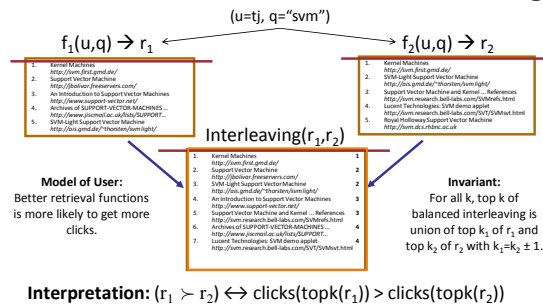 (u=tj, q="svm")
f1(u,q) → r1
f2(u,q) → r2
1. Kernel Machines
http://svm.first.gmd.de/
2. Support Vector Machine
http://jbolivar.freeservers.com/
3. An Introduction to Support Vector Machines
http://www.support-vector.net/
4. Archives of SUPPORT-VECTOR-MACHINES ...
http://www.jiscmail.ac.uk/lists/SUPPORT...
5. SVM-Light Support Vector Machine
http://ais.gmd.de/~thorsten/svm light/
1. Kernel Machines
http://svm.first.gmd.de/
2. SVM-Light Support Vector Machine
http://ais.gmd.de/~thorsten/svm light/
3. Support Vector Machine and Kernel ... References
http://svm.research.bell-labs.com/SVMrefs.html
4. Lucent Technologies: SVM demo applet
http://svm.research.bell-labs.com/SVT/SVMsvt.html
5. Royal Holloway Support Vector Machine
http://svm.dcs.rhbnc.ac.uk
Interleaving(r1,r2)
1. Kernel Machines 1
http://svm.first.gmd.de/
2. Support Vector Machine 2
http://jbolivar.freeservers.com/
3. SVM-Light Support Vector Machine 2
http://ais.gmd.de/~thorsten/svm light/
4. An Introduction to Support Vector Machines 3
http://www.support-vector.net/
5. Support Vector Machine and Kernel ... References 3
http://svm.research.bell-labs.com/SVMrefs.html
6. Archives of SUPPORT-VECTOR-MACHINES ... 4
http://www.jiscmail.ac.uk/lists/SUPPORT...
7. Lucent Technologies: SVM demo applet 4
http://svm.research.bell-labs.com/SVT/SVMsvt.html
Model of User:
Better retrieval functions
is more likely to get more
clicks.
Invariant:
For all k, top k of
balanced interleaving is
union of top k1 of r1 and
top k2 of r2 with k1=k2 ± 1.
Interpretation: (r1 ≻ r2) ↔ clicks(topk(r1)) > clicks(topk(r2))